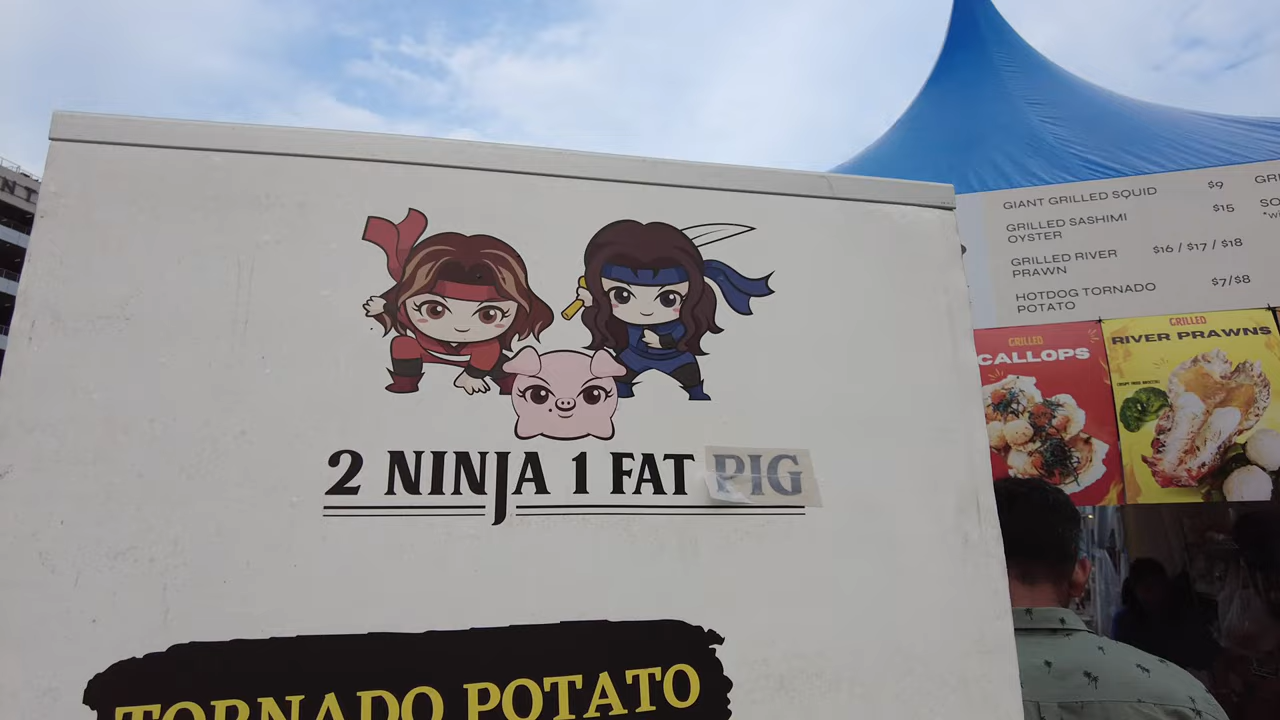 2 NINJA 1 FAT PIG
TORNADO POTATO
GIANT GRILLED SQUID $9
GRILLED SASHIMI OYSTER $15
GRILLED RIVER PRAWN $16 / $17 / $18
HOTDOG TORNADO POTATO $7/$8
GRILLED
CALLOPS
GRILLED
RIVER PRAWNS